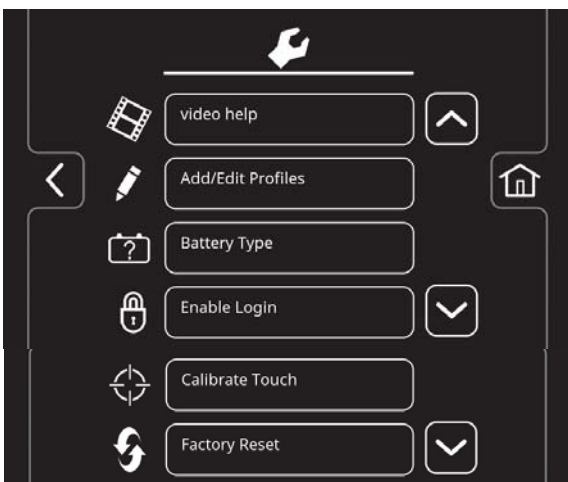 video help
Add/Edit Profiles
Battery Type
Enable Login
Calibrate Touch
Factory Reset